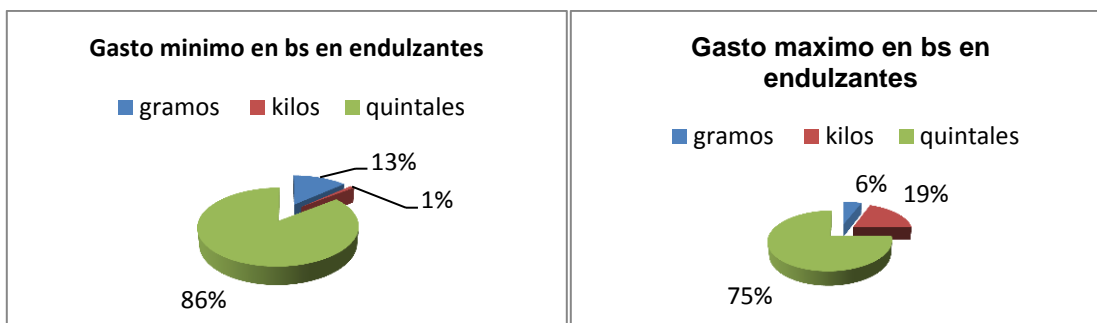 Gasto minimo en bs en endulzantes
gramos kilos quintales
13%
1%
86%
Gasto maximo en bs en
endulzantes
gramos kilos quintales
6%
19%
75%